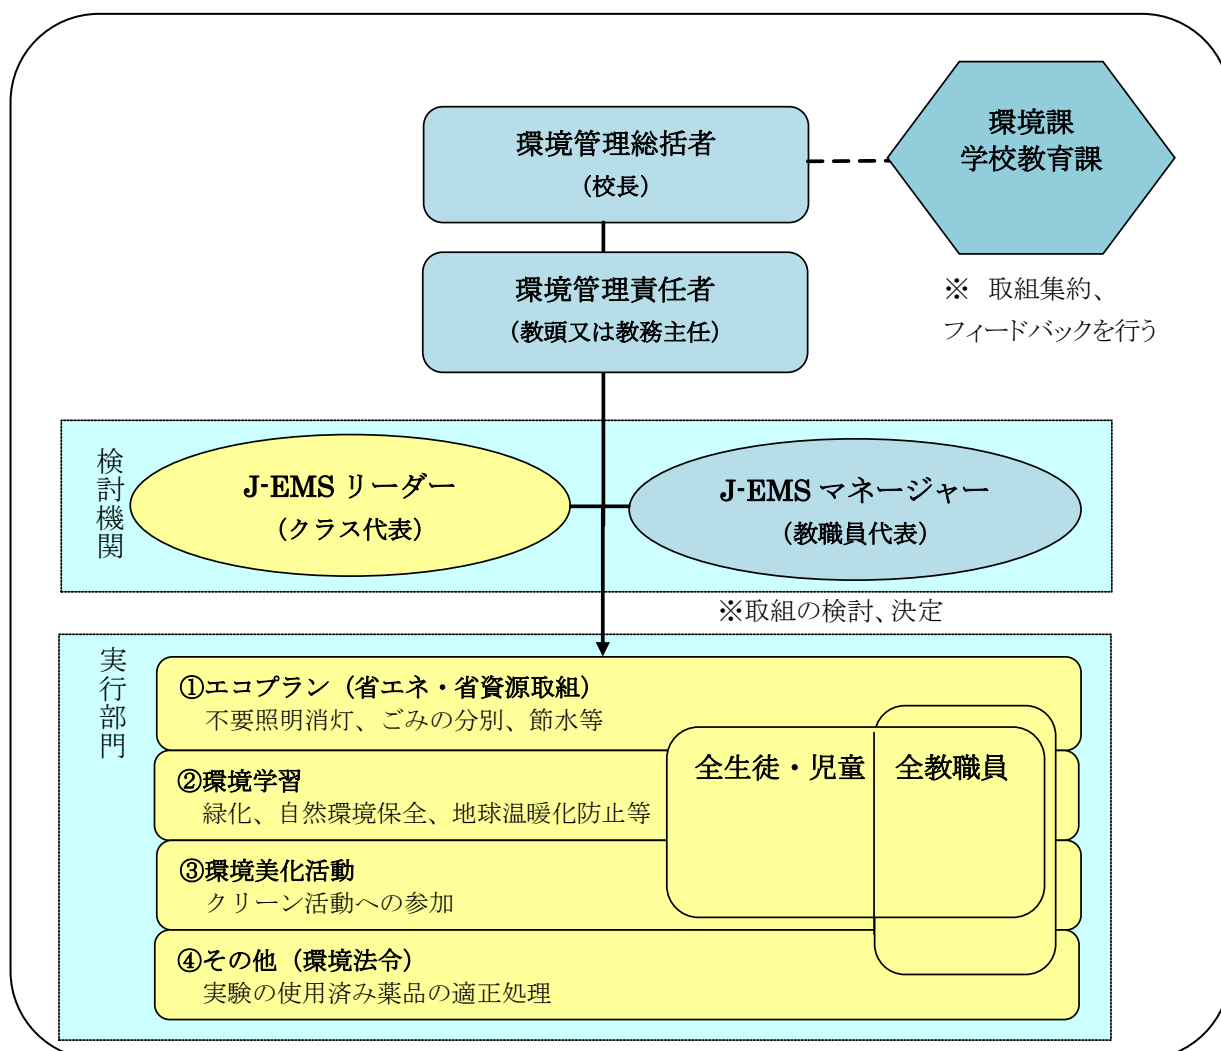 環境課
学校教育課
環境管理総括者
(校長)
環境管理責任者
(教頭又は教務主任)
※ 取組集約、
フィードバックを行う
検討機関
J-EMS リーダー
(クラス代表)
J-EMS マネージャー
(教職員代表)
※取組の検討、決定
実行部門
①エコプラン（省エネ・省資源取組）
不要照明消灯、ごみの分別、節水等
②環境学習
緑化、自然環境保全、地球温暖化防止等
③環境美化活動
クリーン活動への参加
④その他（環境法令）
実験の使用済み薬品の適正処理
全生徒・児童
全教職員